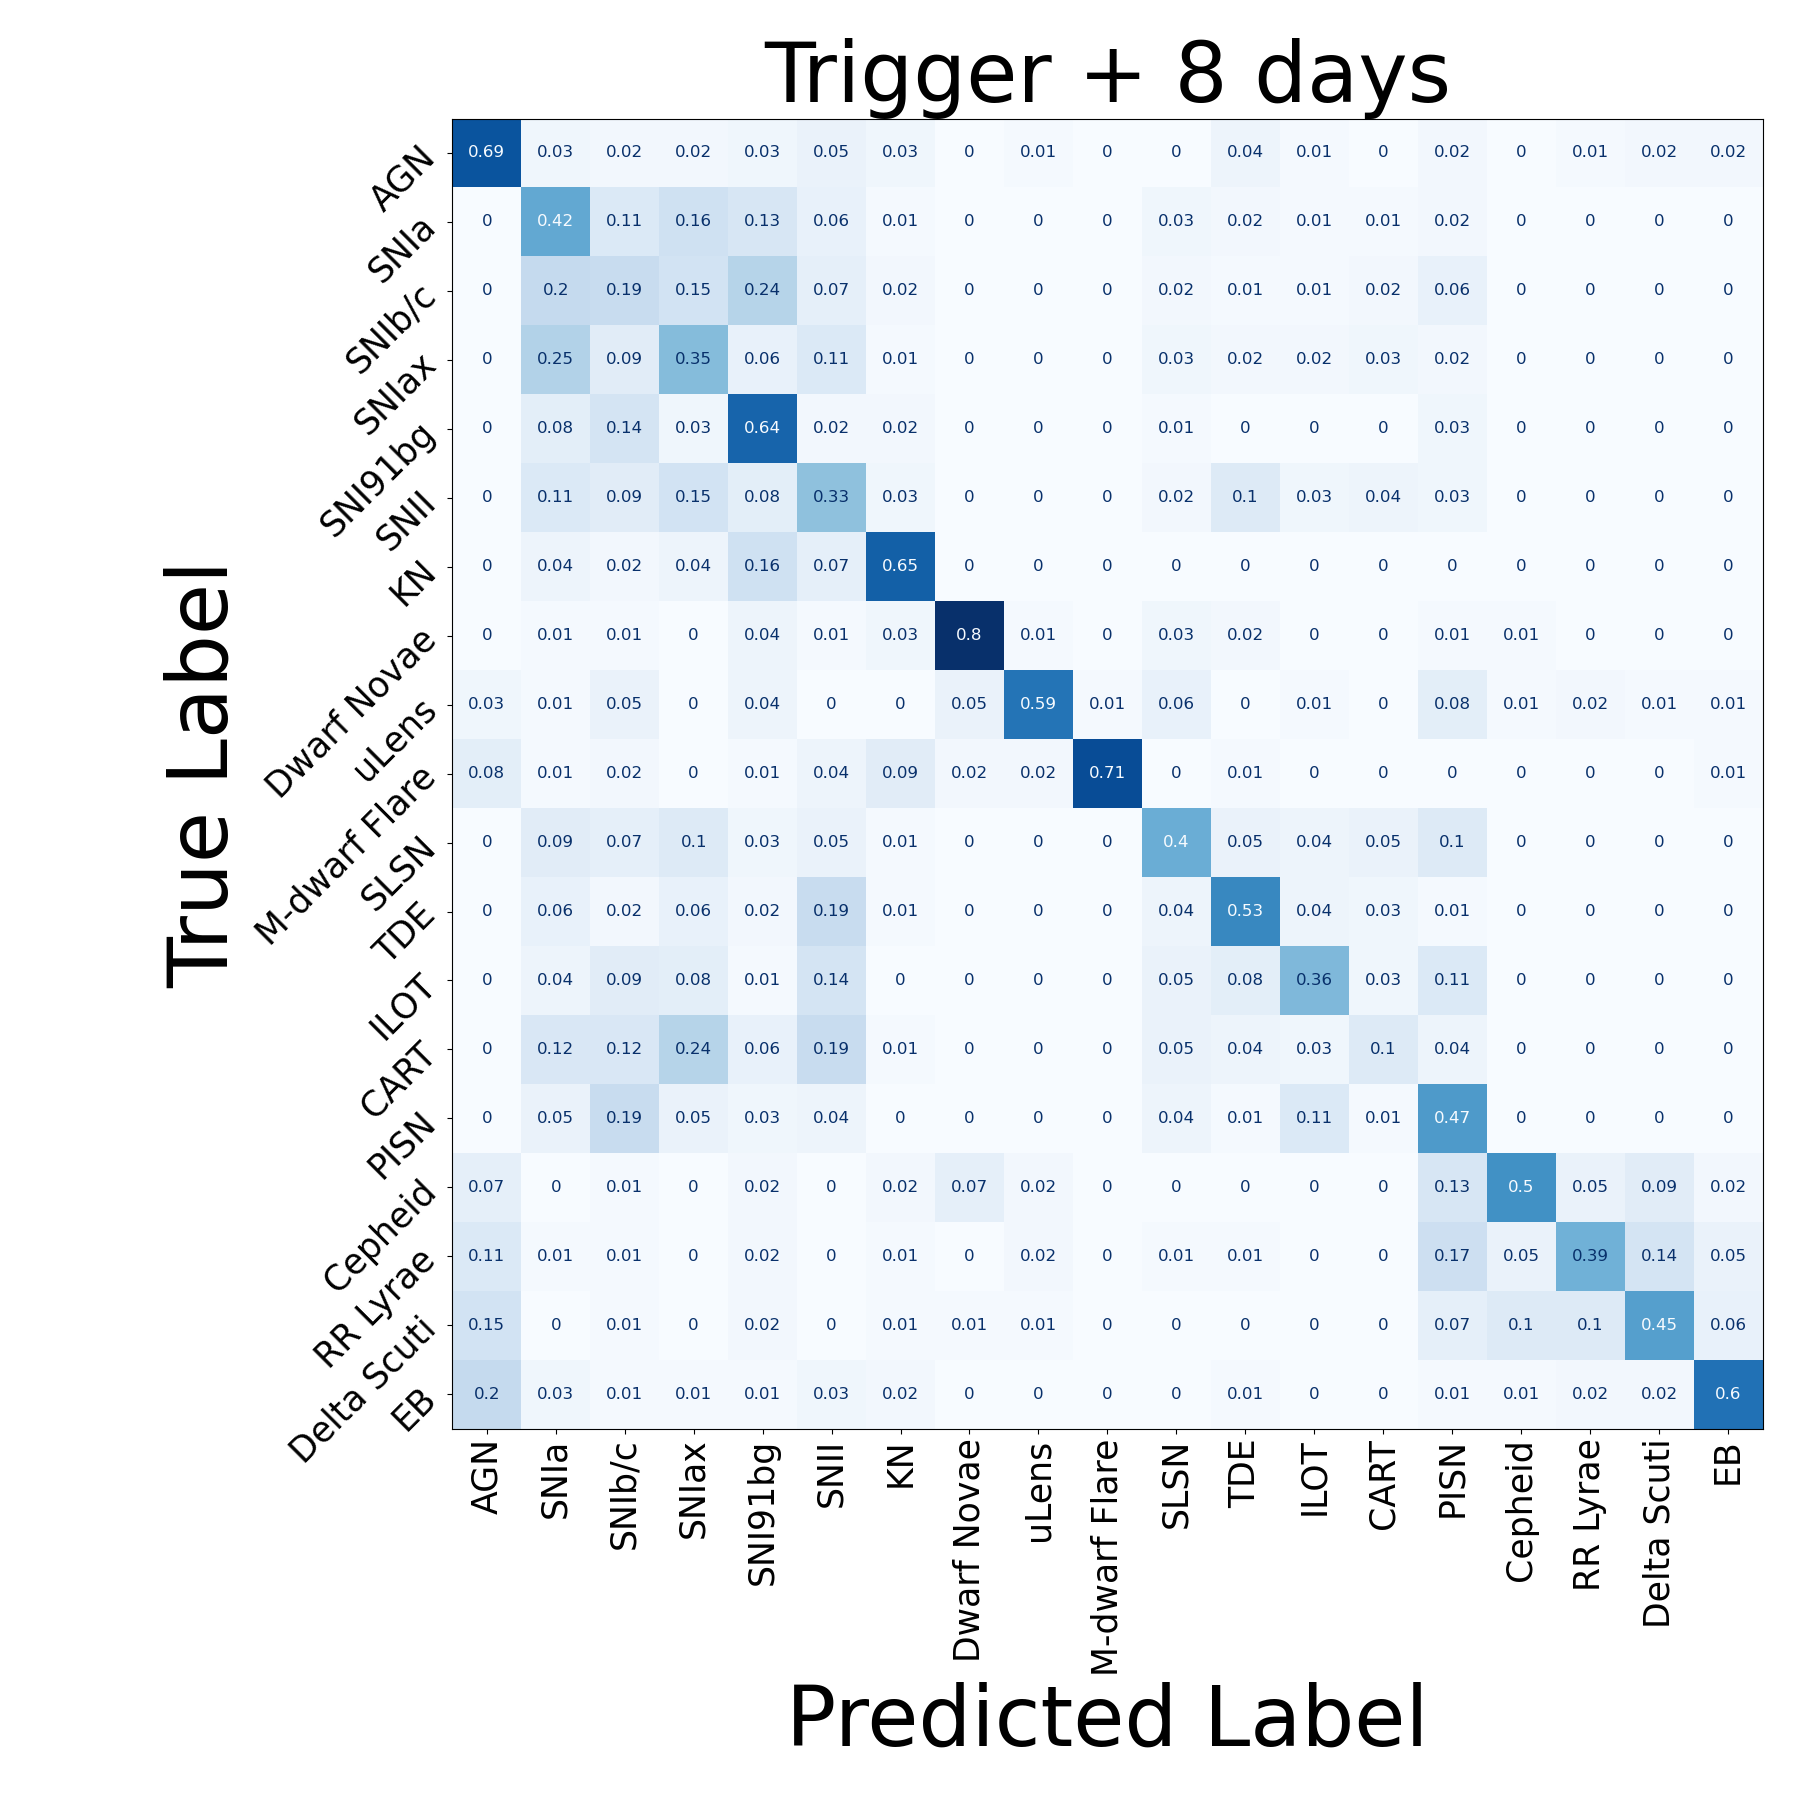 Trigger + 8 days
True Label
AGN 0.69 0.03 0.02 0.02 0.03 0.05 0.03 0 0.01 0 0 0.04 0.01 0 0.02 0 0.01 0.02 0.02
SNIa 0 0.42 0.11 0.16 0.13 0.06 0.01 0 0 0 0.03 0.02 0.01 0.01 0.02 0 0 0 0
SNIb/c 0 0.2 0.19 0.15 0.24 0.07 0.02 0 0 0 0.02 0.01 0.01 0.02 0.06 0 0 0 0
SNIax 0 0.25 0.09 0.35 0.06 0.11 0.01 0 0 0 0.03 0.02 0.02 0.03 0.02 0 0 0 0
SNI91bg 0 0.08 0.14 0.03 0.64 0.02 0.02 0 0 0 0.01 0 0 0 0.03 0 0 0 0
SNII 0 0.11 0.09 0.15 0.08 0.33 0.03 0 0 0 0.02 0.1 0.03 0.04 0.03 0 0 0 0
KN 0 0.04 0.02 0.04 0.16 0.07 0.65 0 0 0 0 0 0 0 0 0 0 0 0
Dwarf Novae 0 0.01 0.01 0 0.04 0.01 0.03 0.8 0.01 0 0.03 0.02 0 0 0.01 0.01 0 0 0
uLens 0.03 0.01 0.05 0 0.04 0 0 0.05 0.59 0.01 0.06 0 0.01 0 0.08 0.01 0.02 0.01 0.01
M-dwarf Flare 0.08 0.01 0.02 0 0.01 0.04 0.09 0.02 0.02 0.71 0 0.01 0 0 0 0 0 0 0.01
SLSN 0 0.09 0.07 0.1 0.03 0.05 0.01 0 0 0 0.4 0.05 0.04 0.05 0.1 0 0 0 0
TDE 0 0.06 0.02 0.06 0.02 0.19 0.01 0 0 0 0.04 0.53 0.04 0.03 0.01 0 0 0 0
ILOT 0 0.04 0.09 0.08 0.01 0.14 0 0 0 0 0.05 0.08 0.36 0.03 0.11 0 0 0 0
CART 0 0.12 0.12 0.24 0.06 0.19 0.01 0 0 0 0.05 0.04 0.03 0.1 0.04 0 0 0 0
PISN 0 0.05 0.19 0.05 0.03 0.04 0 0 0 0 0.04 0.01 0.11 0.01 0.47 0 0 0 0
Cepheid 0.07 0 0.01 0 0.02 0 0.02 0.07 0.02 0 0 0 0 0 0.13 0.5 0.05 0.09 0.02
RR Lyrae 0.11 0.01 0.01 0 0.02 0 0.01 0 0.02 0 0.01 0.01 0 0 0.17 0.05 0.39 0.14 0.05
Delta Scuti 0.15 0 0.01 0 0.02 0 0.01 0.01 0.01 0 0 0 0 0 0.07 0.1 0.1 0.45 0.06
EB 0.2 0.03 0.01 0.01 0.01 0.03 0.02 0 0 0 0 0.01 0 0 0.01 0.01 0.02 0.02 0.6
AGN SNIa SNIb/c SNIax SNI91bg SNII KN Dwarf Novae uLens M-dwarf Flare SLSN TDE ILOT CART PISN Cepheid RR Lyrae Delta Scuti EB
Predicted Label